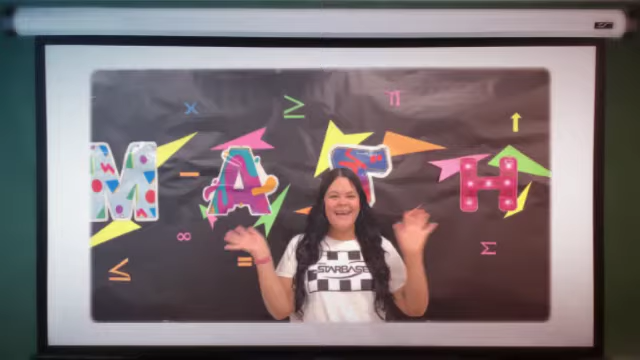 x ≥ π ↑
MATH
∞ = Σ
≤
STARBASE